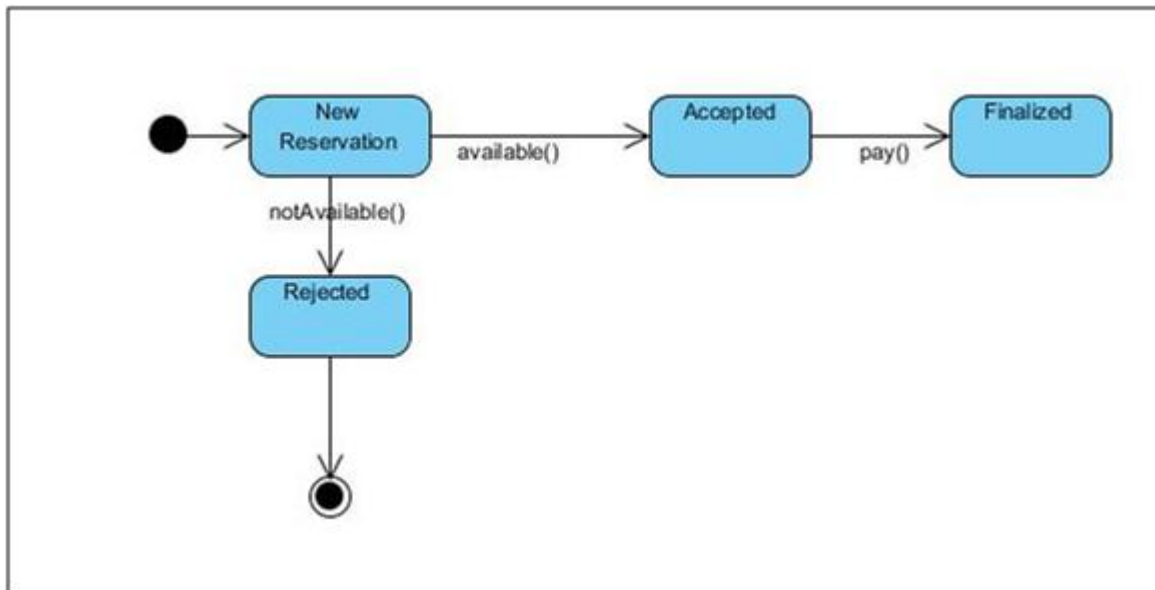 New
Reservation
available()
Accepted
pay()
Finalized
notAvailable()
Rejected